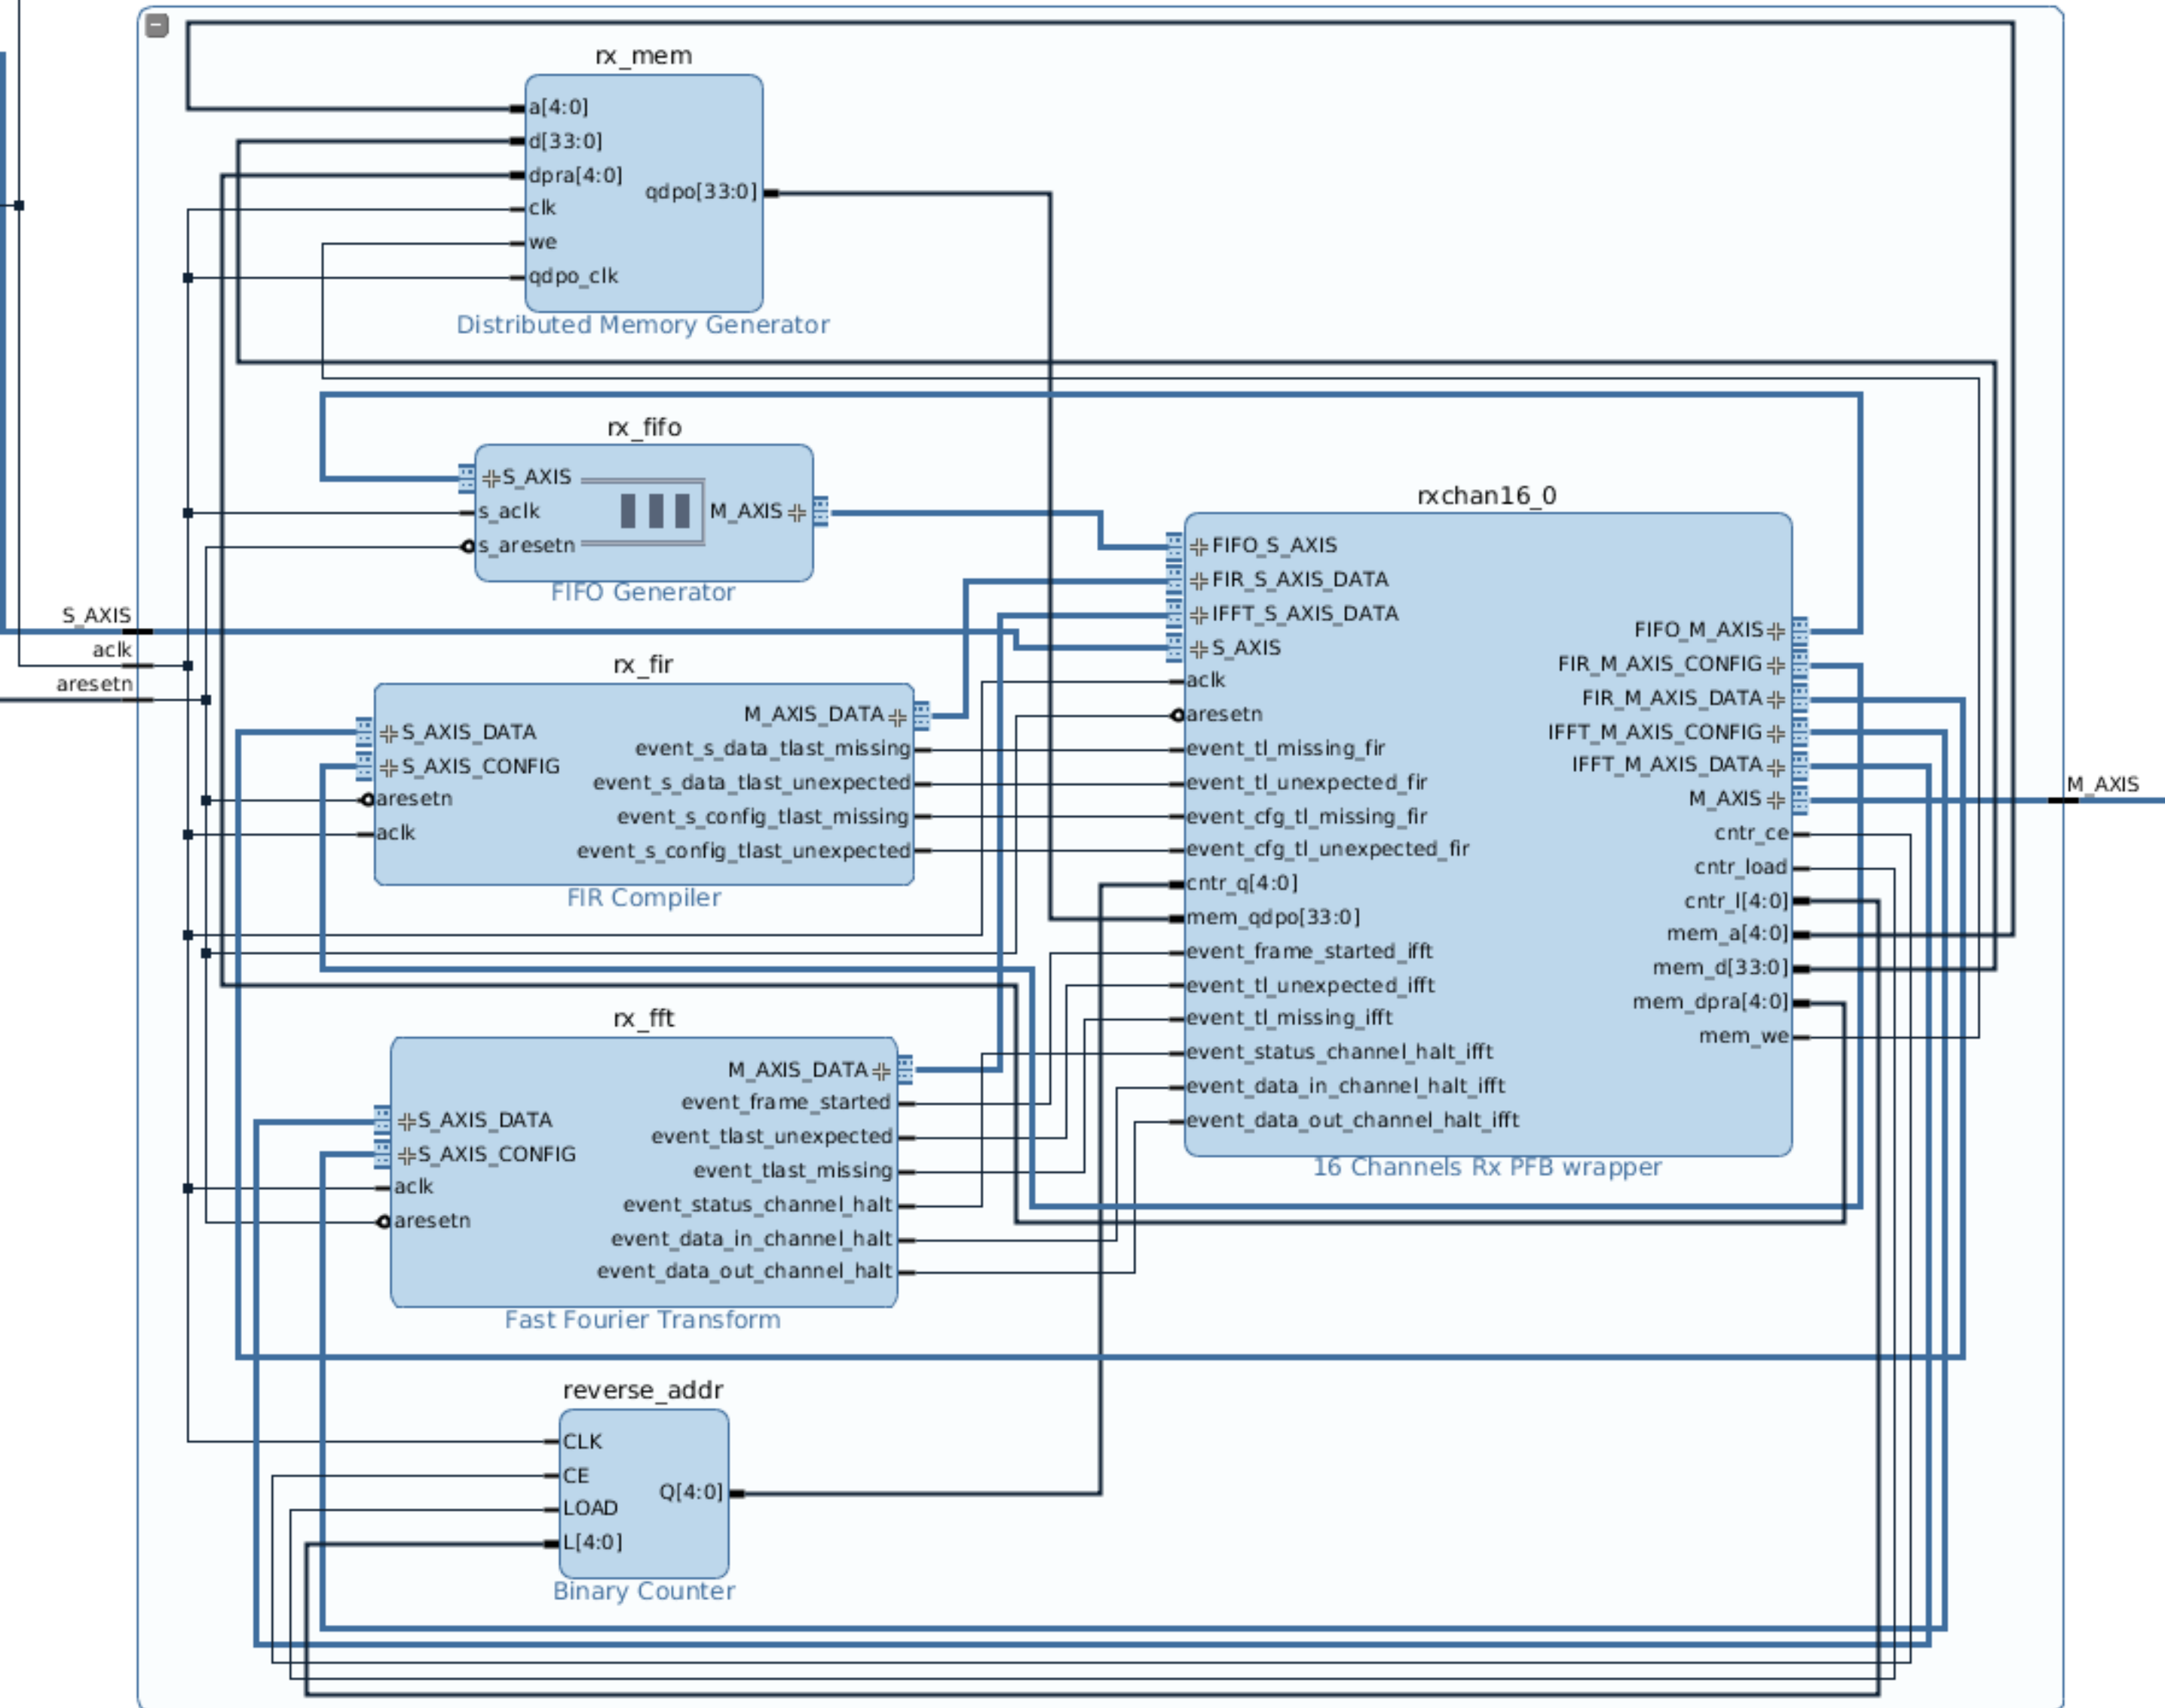 rx_mem
a[4:0]
d[33:0]
dpra[4:0]
clk
we
qdpo_clk
qdpo[33:0]
Distributed Memory Generator
rx_fifo
S_AXIS
s_aclk
s_aresetn
M_AXIS
FIFO Generator
S_AXIS
aclk
aresetn
rx_fir
S_AXIS_DATA
S_AXIS_CONFIG
aresetn
aclk
M_AXIS_DATA
event_s_data_tlast_missing
event_s_data_tlast_unexpected
event_s_config_tlast_missing
event_s_config_tlast_unexpected
FIR Compiler
rx_fft
S_AXIS_DATA
S_AXIS_CONFIG
aclk
aresetn
M_AXIS_DATA
event_frame_started
event_tlast_unexpected
event_tlast_missing
event_status_channel_halt
event_data_in_channel_halt
event_data_out_channel_halt
Fast Fourier Transform
reverse_addr
CLK
CE
LOAD
L[4:0]
Q[4:0]
Binary Counter
rxchan16_0
FIFO_S_AXIS
FIR_S_AXIS_DATA
IFFT_S_AXIS_DATA
S_AXIS
aclk
aresetn
event_tl_missing_fir
event_tl_unexpected_fir
event_cfg_tl_missing_fir
event_cfg_tl_unexpected_fir
cntr_q[4:0]
mem_qdpo[33:0]
event_frame_started_ifft
event_tl_unexpected_ifft
event_tl_missing_ifft
event_status_channel_halt_ifft
event_data_in_channel_halt_ifft
event_data_out_channel_halt_ifft
FIFO_M_AXIS
FIR_M_AXIS_CONFIG
FIR_M_AXIS_DATA
IFFT_M_AXIS_CONFIG
IFFT_M_AXIS_DATA
M_AXIS
cntr_ce
cntr_load
cntr_l[4:0]
mem_a[4:0]
mem_d[33:0]
mem_dpra[4:0]
mem_we
16 Channels Rx PFB wrapper
M_AXIS